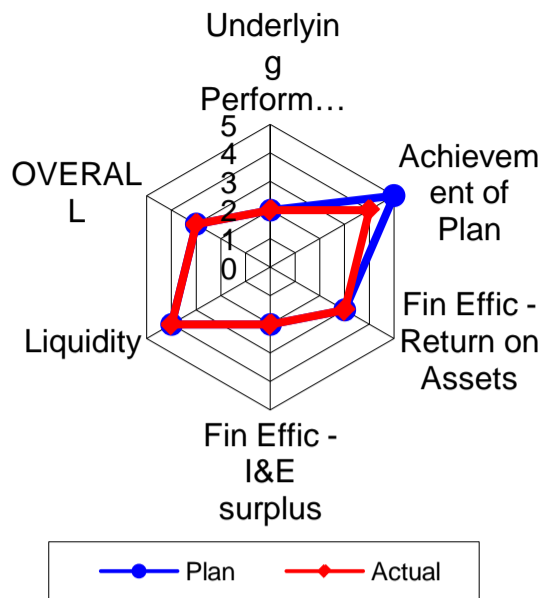 Underlyin
g
Perform…
5
4
3
2
1
0
Achievem
ent of
Plan
Fin Effic -
Return on
Assets
Fin Effic -
I&E
surplus
Liquidity
OVERAL
L
Plan
Actual